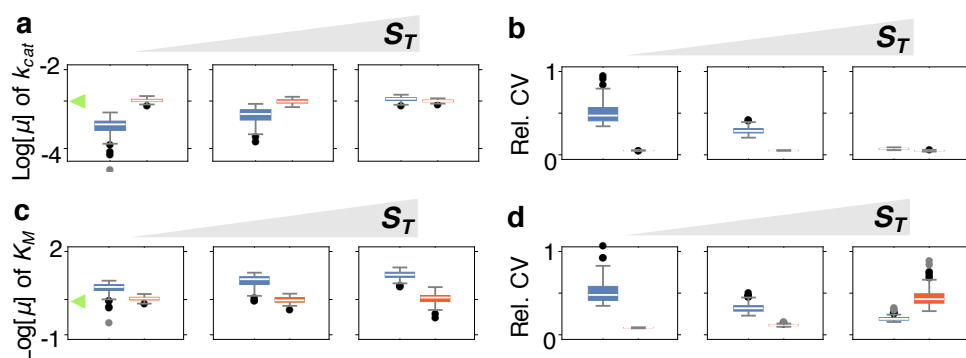 a
S_T
Log[μ] of k_cat
-2
-4
b
S_T
Rel. CV
1
0
c
S_T
Log[μ] of K_M
2
-1
d
S_T
Rel. CV
1
0